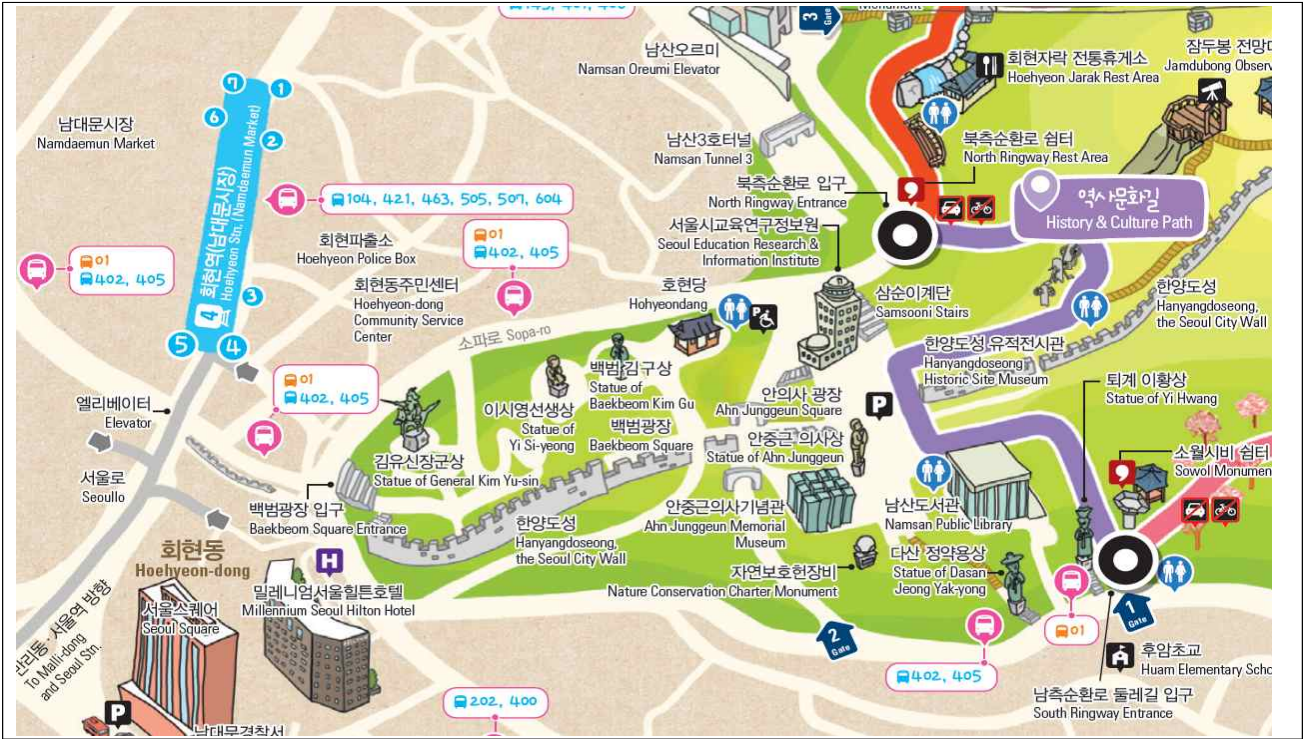 남산오르미
Namsan Oreumi Elevator
3
Gate
Monument
회현자락 전통휴게소
Hoehyeon Jarak Rest Area
Jamdubong Observ
7
1
6
2
남대문시장
Namdaemun Market
회현역(남대문시장)
Hoehyeon Stn. (Namdaemun Market)
4
3
5
4
104, 421, 463, 505, 507, 604
01
402, 405
회현파출소
Hoehyeon Police Box
01
402, 405
회현동주민센터
Hoehyeon-dong
Community Service
Center
남산3호터널
Namsan Tunnel 3
북측순환로 쉼터
North Ringway Rest Area
북측순환로 입구
North Ringway Entrance
역사문화길
History & Culture Path
서울시교육연구정보원
Seoul Education Research &
Information Institute
호현당
Hohyeondang
P
삼순이계단
Samsooni Stairs
한양도성
Hanyangdoseong,
the Seoul City Wall
소파로 Sopa-ro
한양도성 유적전시관
Hanyangdoseong
Historic Site Museum
퇴계 이황상
Statue of Yi Hwang
01
402, 405
엘리베이터
Elevator
이시영선생상
Statue of
Yi Si-yeong
백범 김구상
Statue of
Baekbeom Kim Gu
백범광장
Baekbeom Square
안의사 광장
Ahn Junggeun Square
P
안중근 의사상
Statue of Ahn Junggeun
김유신장군상
Statue of General Kim Yu-sin
서울로
Seoullo
백범광장 입구
Baekbeom Square Entrance
한양도성
Hanyangdoseong,
the Seoul City Wall
안중근의사기념관
Ahn Junggeun Memorial
Museum
남산도서관
Namsan Public Library
소월시비 쉼터
Sowol Monumen
회현동
Hoehyeon-dong
H
밀레니엄서울힐튼호텔
Millennium Seoul Hilton Hotel
자연보호헌장비
Nature Conservation Charter Monument
다산 정약용상
Statue of Dasan
Jeong Yak-yong
서울스퀘어
Seoul Square
To Malli-dong
and Seoul Stn.
2
Gate
1
Gate
01
402, 405
후암초교
Huam Elementary Scho
남측순환로 둘레길 입구
South Ringway Entrance
202, 400
P
남대문경찰서